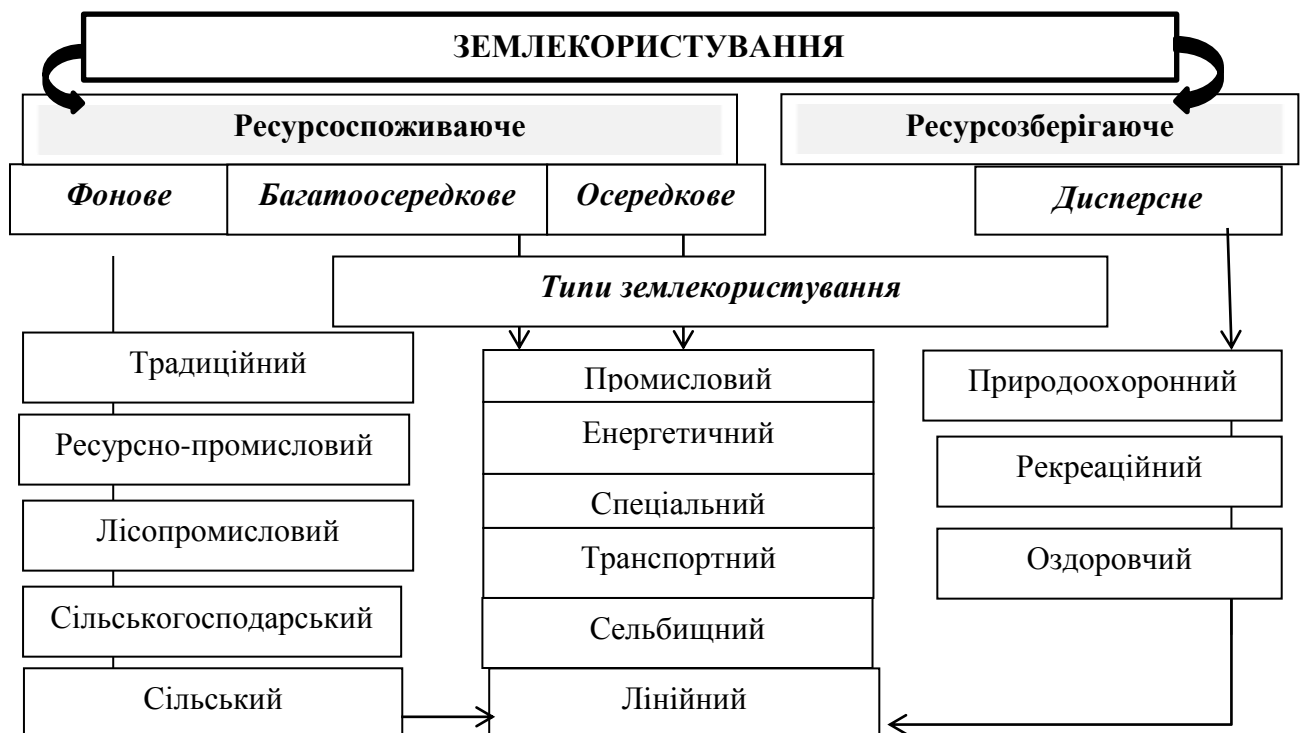 ЗЕМЛЕКОРИСТУВАННЯ
Ресурсоспоживаюче
Ресурсозберігаюче
Фонове
Багатоосередкове
Осередкове
Дисперсне
Типи землекористування
Традиційний
Ресурсно-промисловий
Лісопромисловий
Сільськогосподарський
Сільський
Промисловий
Енергетичний
Спеціальний
Транспортний
Сельбищний
Лінійний
Природоохоронний
Рекреаційний
Оздоровчий